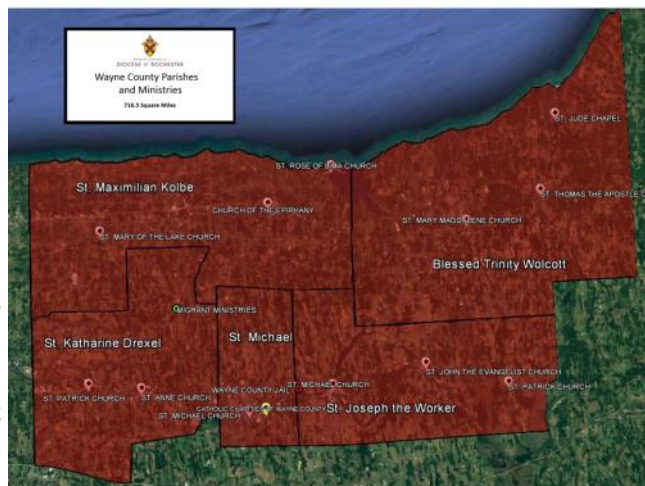 DIOCESE OF ROCHESTER
Wayne County Parishes
and Ministries
716.5 Square Miles
ST. JUDE CHAPEL
ST. ROSE OF LIMA CHURCH
St. Maximilian Kolbe
ST. THOMAS THE APOSTLE C
CHURCH OF THE EPIPHANY
ST. MARY MAGDALENE CHURCH
ST. MARY OF THE LAKE CHURCH
Blessed Trinity Wolcott
MIGRANT MINISTRIES
St. Katharine Drexel
St. Michael
ST. JOHN THE EVANGELIST CHURCH
ST. PATRICK CHURCH
ST. ANNE CHURCH
WAYNE COUNTY JAIL
ST. MICHAEL CHURCH
ST. PATRICK CHURCH
ST. MICHAEL CHURCH
CATHOLIC CHARITIES OF WAYNE COUNTY
St. Joseph the Worker